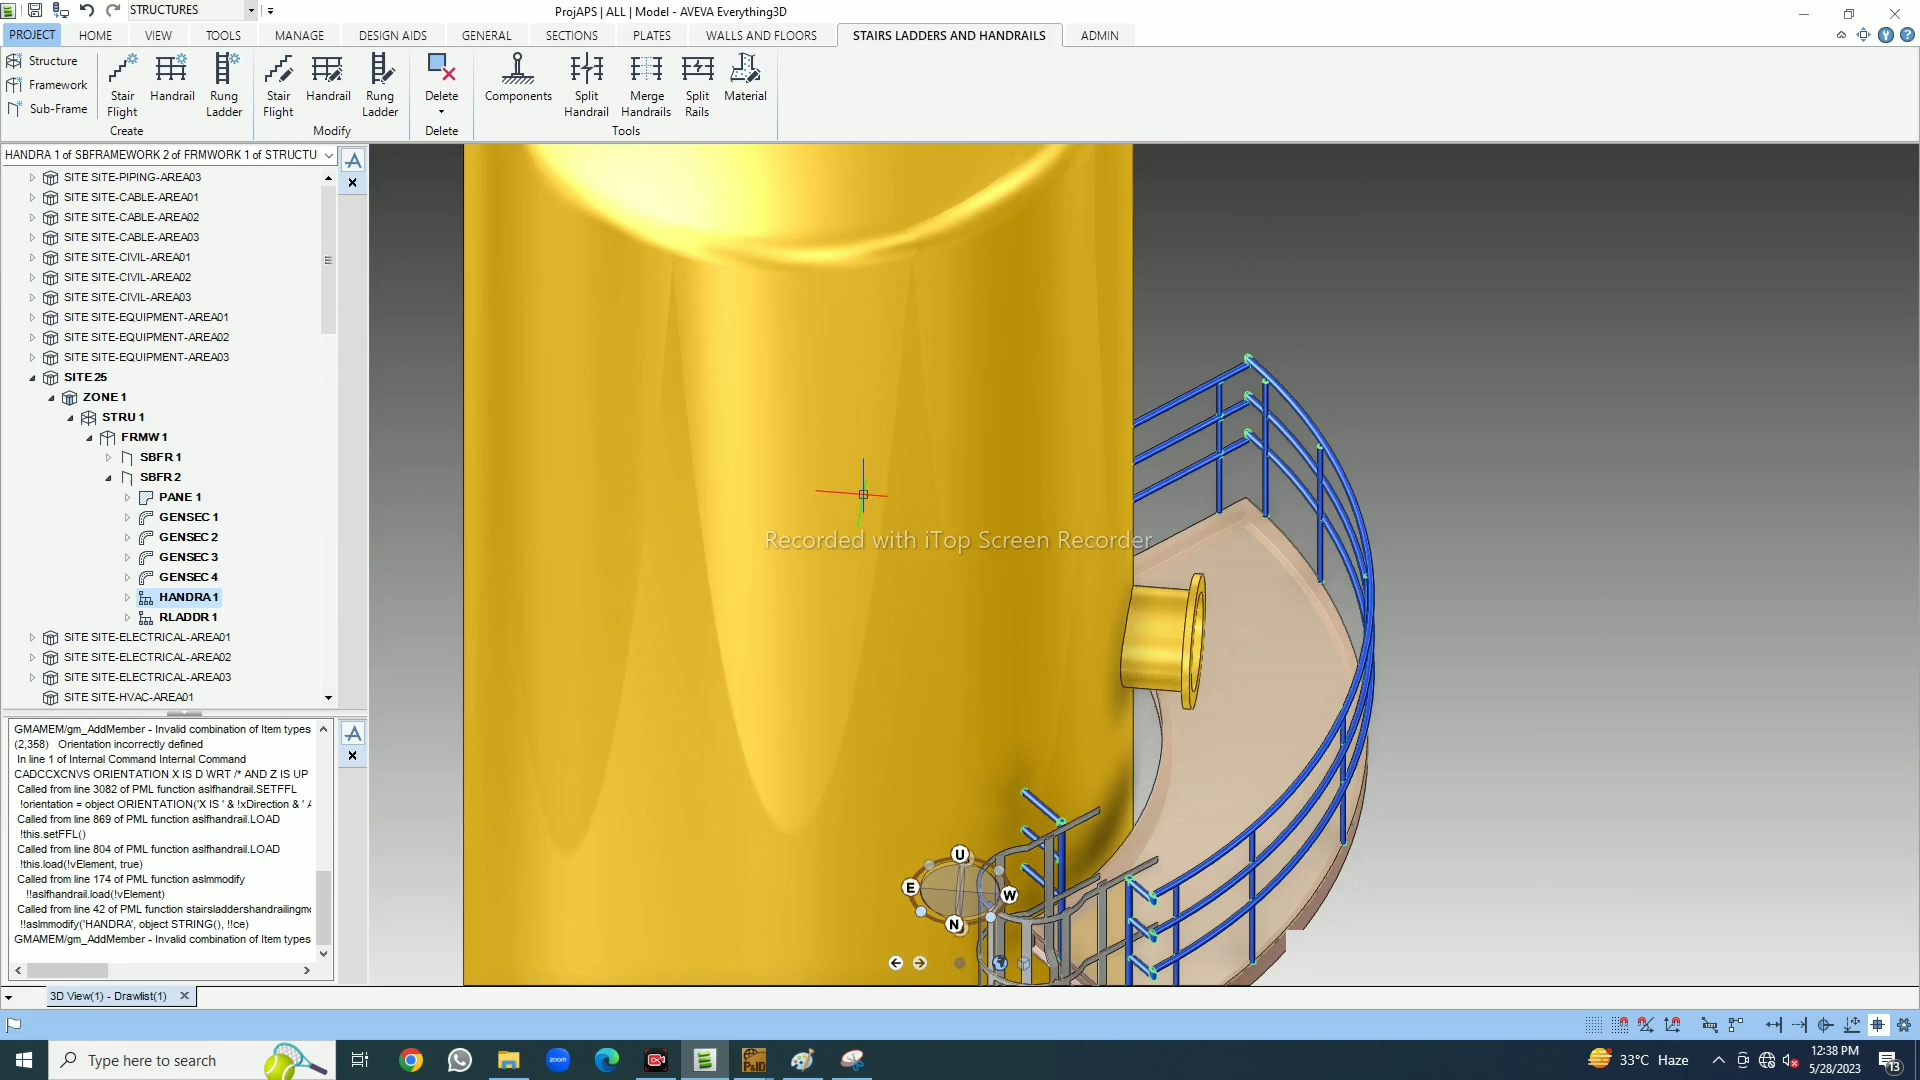 STRUCTURES
ProjAPS | ALL | Model - AVEVA Everything3D
PROJECT HOME VIEW TOOLS MANAGE DESIGN AIDS GENERAL SECTIONS PLATES WALLS AND FLOORS STAIRS LADDERS AND HANDRAILS ADMIN
Structure
Framework
Sub-Frame
Stair Flight
Handrail
Rung Ladder
Create
Stair Flight
Handrail
Rung Ladder
Modify
Delete
Delete
Components
Split Handrail
Merge Handrails
Split Rails
Material
Tools
HANDRA 1 of SBFRAMEWORK 2 of FRMWORK 1 of STRUCTU
SITE SITE-PIPING-AREA03
SITE SITE-CABLE-AREA01
SITE SITE-CABLE-AREA02
SITE SITE-CABLE-AREA03
SITE SITE-CIVIL-AREA01
SITE SITE-CIVIL-AREA02
SITE SITE-CIVIL-AREA03
SITE SITE-EQUIPMENT-AREA01
SITE SITE-EQUIPMENT-AREA02
SITE SITE-EQUIPMENT-AREA03
SITE 25
ZONE 1
STRU 1
FRMW 1
SBFR 1
SBFR 2
PANE 1
GENSEC 1
GENSEC 2
GENSEC 3
GENSEC 4
HANDRA 1
RLADDR 1
SITE SITE-ELECTRICAL-AREA01
SITE SITE-ELECTRICAL-AREA02
SITE SITE-ELECTRICAL-AREA03
SITE SITE-HVAC-AREA01
GMAMEM/gm_AddMember - Invalid combination of Item types
(2,358) Orientation incorrectly defined
In line 1 of Internal Command Internal Command
CADCCXCNVS ORIENTATION X IS D WRT /* AND Z IS UP
Called from line 3082 of PML function aslfhandrail.SETFFL
!orientation = object ORIENTATION('X IS ' & !xDirection & '
Called from line 869 of PML function aslfhandrail.LOAD
!this.setFFL()
Called from line 804 of PML function aslfhandrail.LOAD
!this.load(!vElement, true)
Called from line 174 of PML function aslmmodify
!!aslfhandrail.load(!vElement)
Called from line 42 of PML function stairsladdershandrailingm
!!aslmmodify('HANDRA', object STRING(), !!ce)
GMAMEM/gm_AddMember - Invalid combination of Item types
Recorded with iTop Screen Recorder
U
E
W
N
3D View(1) - Drawlist(1)
Type here to search
zoom
P&ID
33°C Haze
12:38 PM
5/28/2023
13